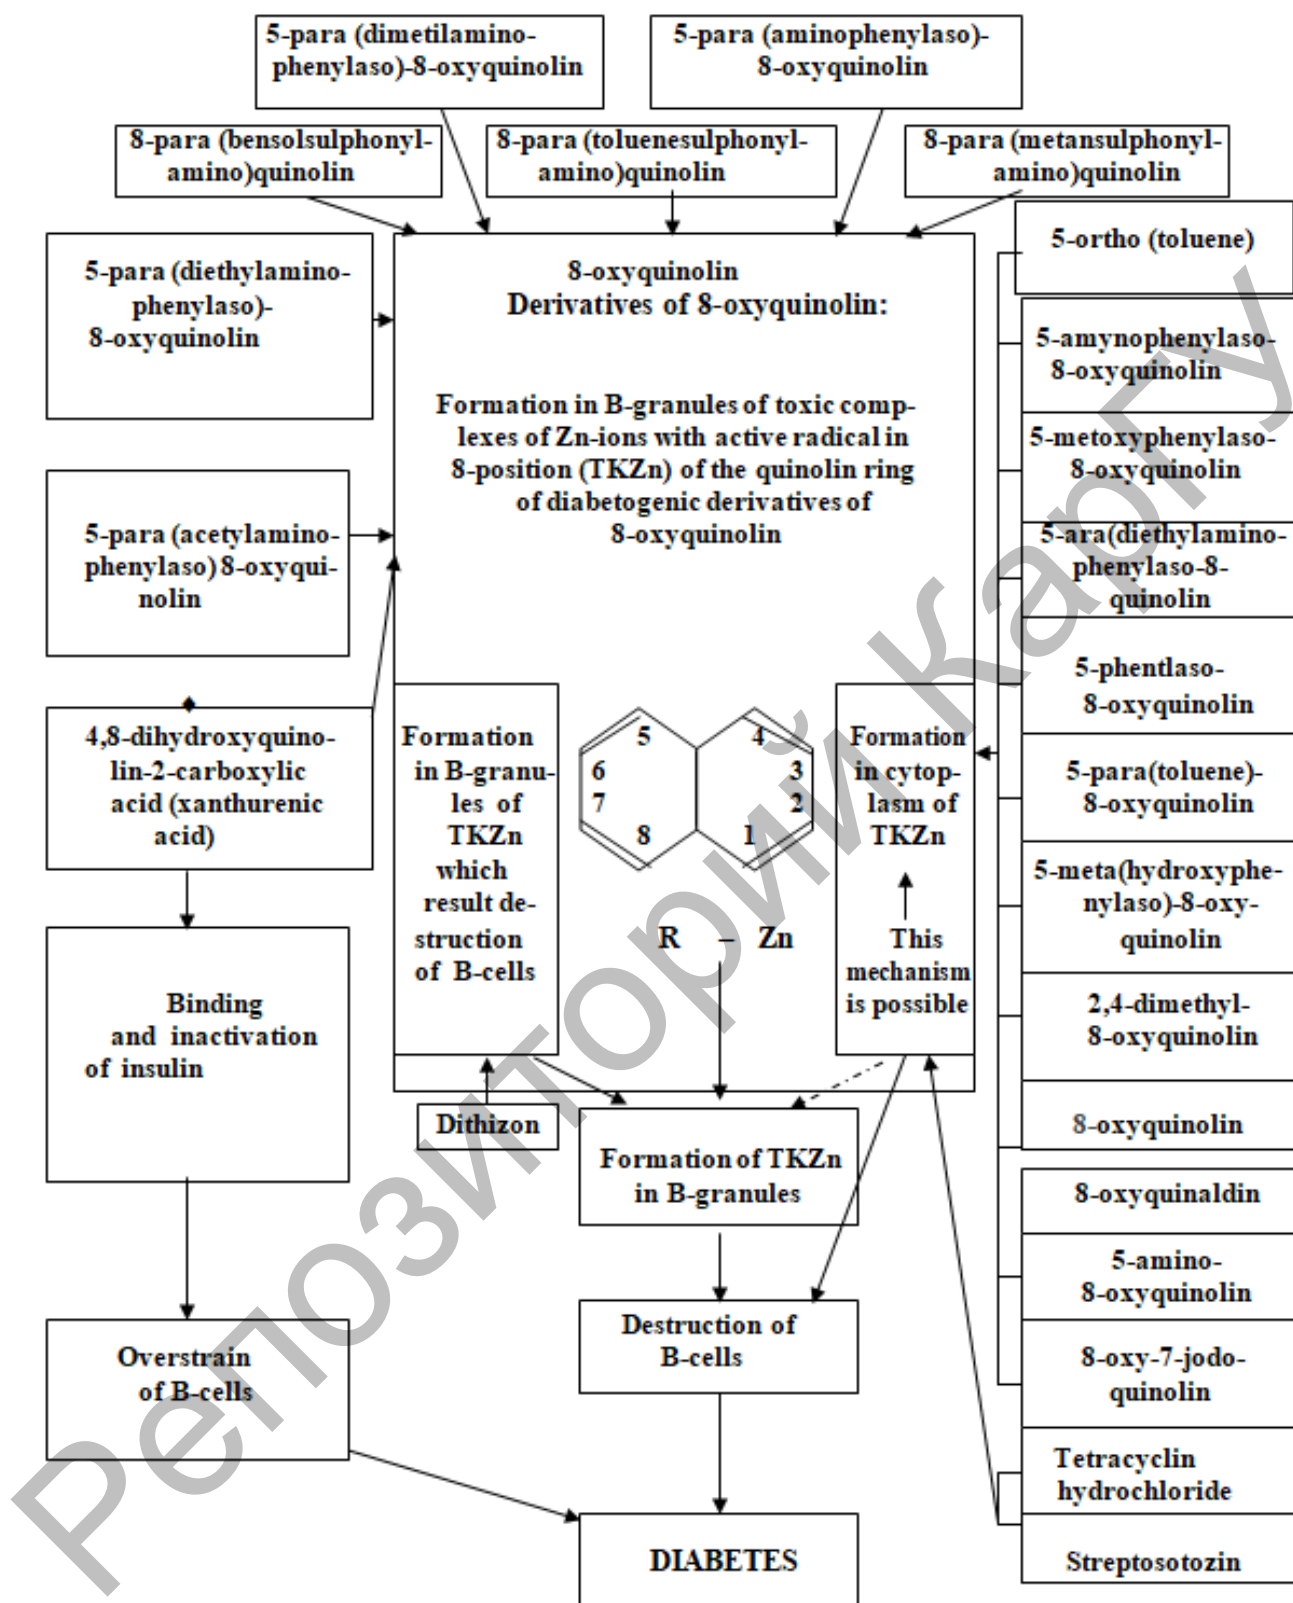 5-para (dimetilamino-
phenylaso)-8-oxyquinolin
5-para (aminophenylaso)-
8-oxyquinolin
8-para (bensolsulphonyl-
amino)quinolin
8-para (toluenesulphonyl-
amino)quinolin
8-para (metansulphonyl-
amino)quinolin
5-para (diethylamino-
phenylaso)-
8-oxyquinolin
5-para (acetylamino-
phenylaso) 8-oxyqui-
nolin
4,8-dihydroxyquino-
lin-2-carboxylic
acid (xanthurenic
acid)
Binding
and inactivation
of insulin
Overstrain
of B-cells
8-oxyquinolin
Derivatives of 8-oxyquinolin:
Formation in B-granules of toxic comp-
lexes of Zn-ions with active radical in
8-position (TKZn) of the quinolin ring
of diabetogenic derivatives of
8-oxyquinolin
Formation
in B-granu-
les of
TKZn
which
result de-
struction
of B-cells
5 4
6 3
7 2
8 1
R – Zn
Formation
in cytop-
lasm of
TKZn
This
mechanism
is possible
Dithizon
Formation of TKZn
in B-granules
Destruction of
B-cells
DIABETES
5-ortho (toluene)
5-amynophenylaso-
8-oxyquinolin
5-metoxyphenylaso-
8-oxyquinolin
5-ara(diethylamino-
phenylaso-8-
quinolin
5-phentlaso-
8-oxyquinolin
5-para(toluene)-
8-oxyquinolin
5-meta(hydroxyphe-
nylaso)-8-oxy-
quinolin
2,4-dimethyl-
8-oxyquinolin
8-oxyquinolin
8-oxyquinaldin
5-amino-
8-oxyquinolin
8-oxy-7-jodo-
quinolin
Tetracyclin
hydrochloride
Streptosotozin
Репозиторий КарГУ